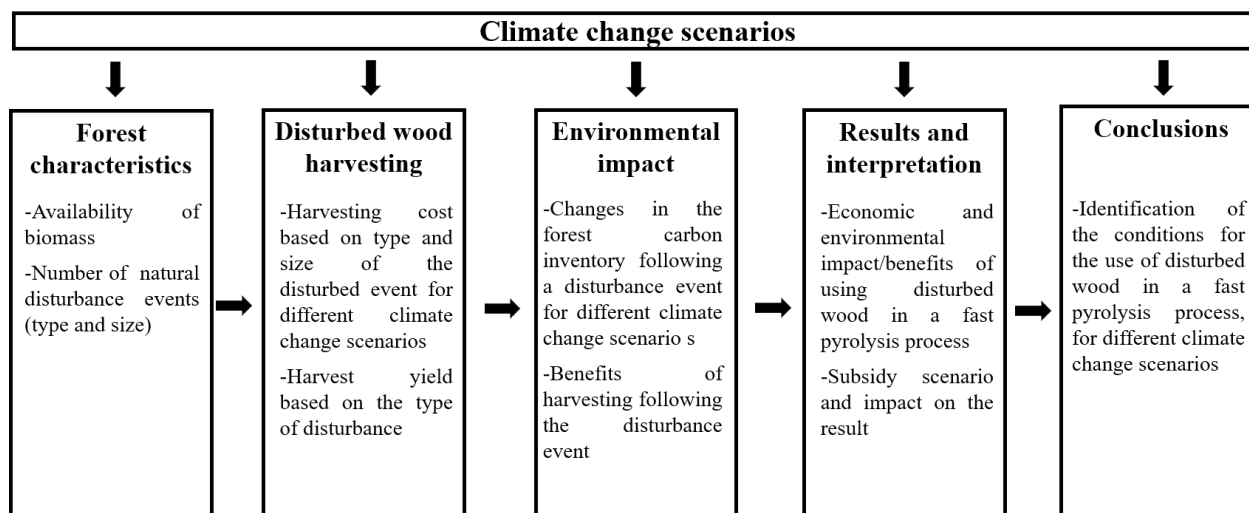 Climate change scenarios
Forest
characteristics
-Availability of
biomass
-Number of natural
disturbance events
(type and size)
Disturbed wood
harvesting
-Harvesting cost
based on type and
size of the
disturbed event for
different climate
change scenarios
-Harvest yield
based on the type
of disturbance
Environmental
impact
-Changes in the
forest carbon
inventory following
a disturbance event
for different climate
change scenario s
-Benefits of
harvesting following
the disturbance
event
Results and
interpretation
-Economic and
environmental
impact/benefits of
using disturbed
wood in a fast
pyrolysis process
-Subsidy scenario
and impact on the
result
Conclusions
-Identification of
the conditions for
the use of disturbed
wood in a fast
pyrolysis process,
for different climate
change scenarios